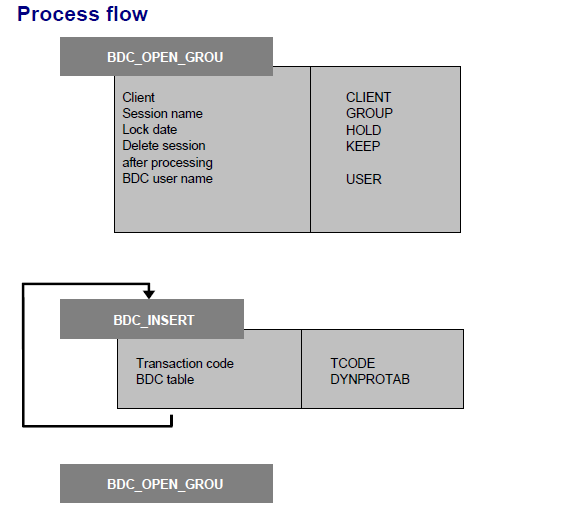 Process flow
BDC_OPEN_GROU
Client CLIENT
Session name GROUP
Lock date HOLD
Delete session KEEP
after processing
BDC user name USER
BDC_INSERT
Transaction code TCODE
BDC table DYNPROTAB
BDC_OPEN_GROU